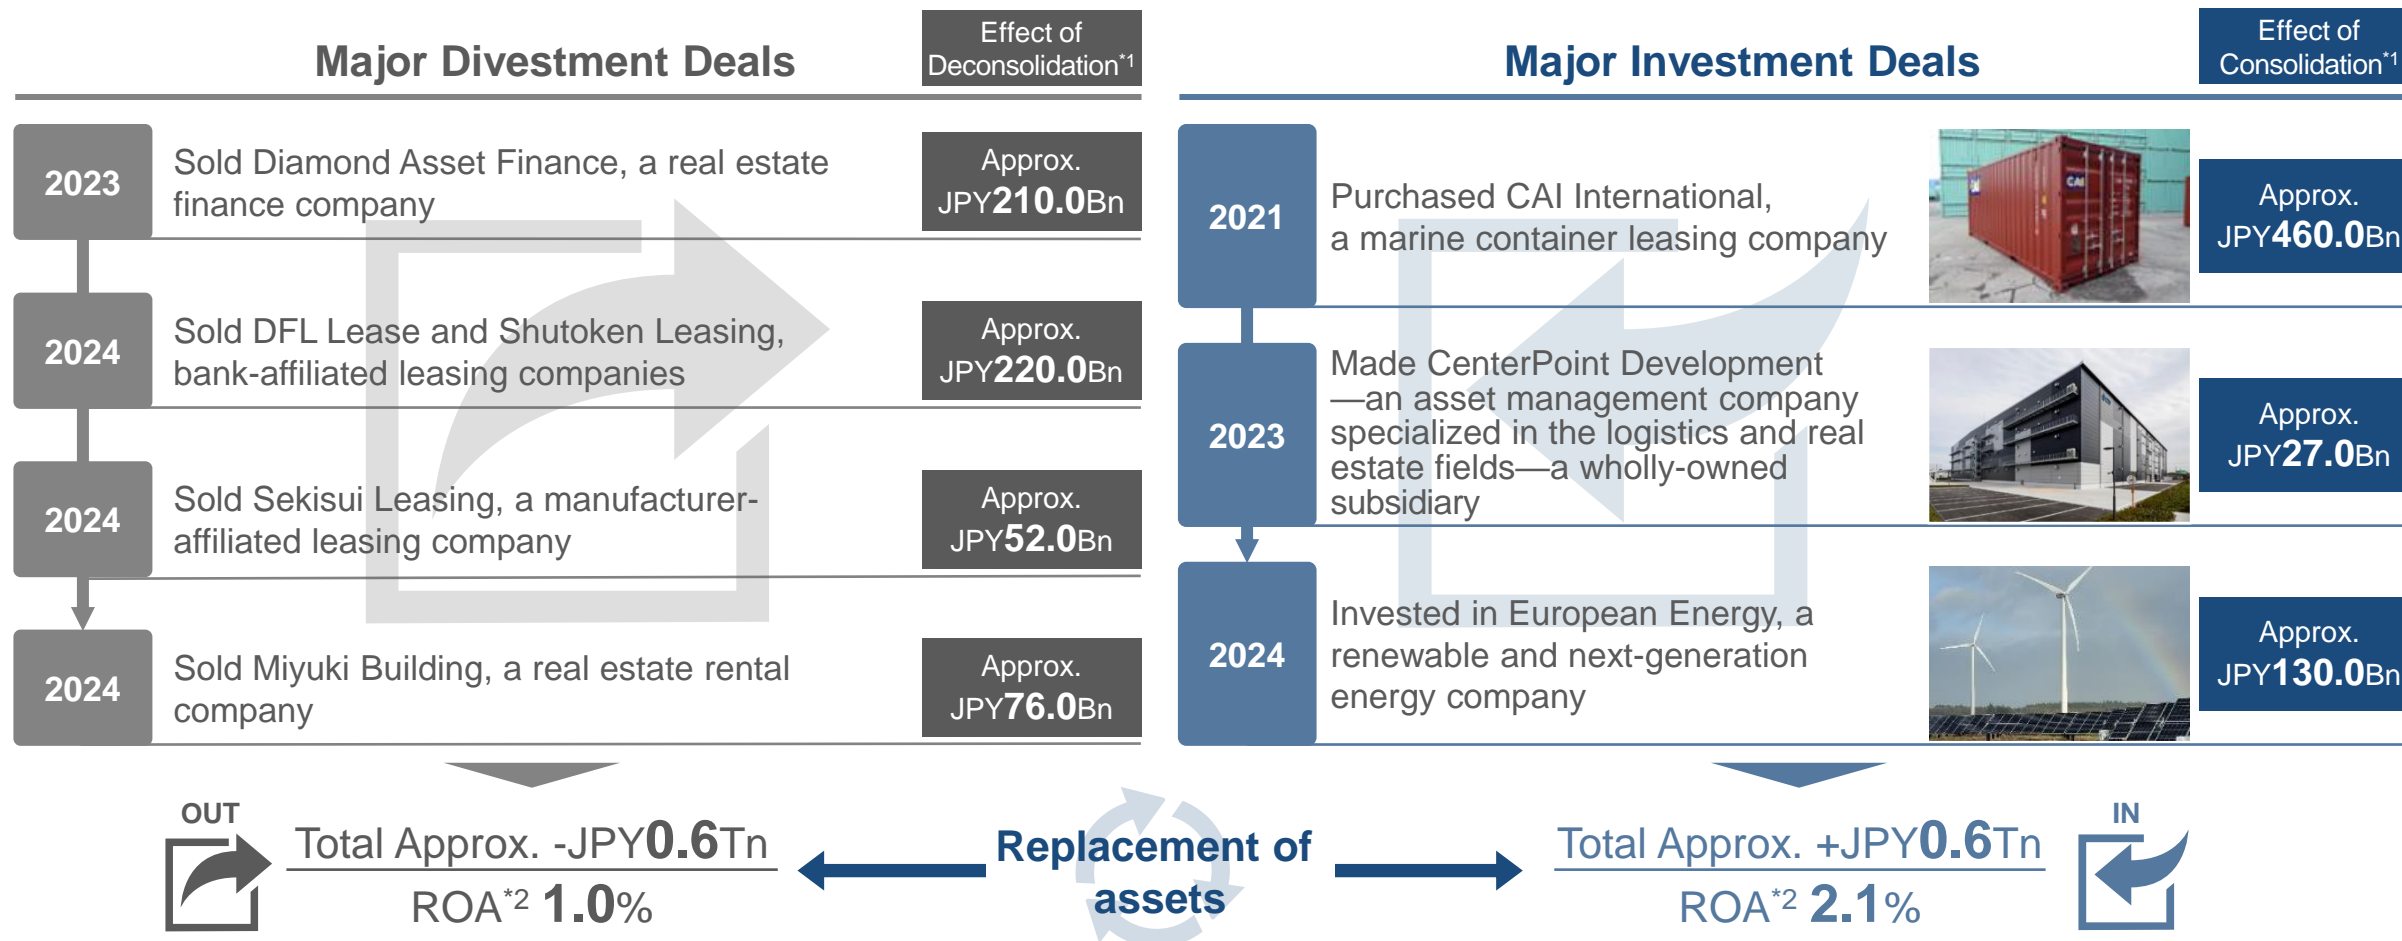 Major Divestment Deals
Effect of
Deconsolidation*1
2023
Sold Diamond Asset Finance, a real estate
finance company
Approx.
JPY210.0Bn
2024
Sold DFL Lease and Shutoken Leasing,
bank-affiliated leasing companies
Approx.
JPY220.0Bn
2024
Sold Sekisui Leasing, a manufacturer-
affiliated leasing company
Approx.
JPY52.0Bn
2024
Sold Miyuki Building, a real estate rental
company
Approx.
JPY76.0Bn
OUT
Total Approx. -JPY0.6Tn
ROA*2 1.0%
Replacement of
assets
Major Investment Deals
Effect of
Consolidation*1
2021
Purchased CAI International,
a marine container leasing company
CAI
Approx.
JPY460.0Bn
2023
Made CenterPoint Development
—an asset management company
specialized in the logistics and real
estate fields—a wholly-owned
subsidiary
Approx.
JPY27.0Bn
2024
Invested in European Energy, a
renewable and next-generation
energy company
Approx.
JPY130.0Bn
Total Approx. +JPY0.6Tn
ROA*2 2.1%
IN